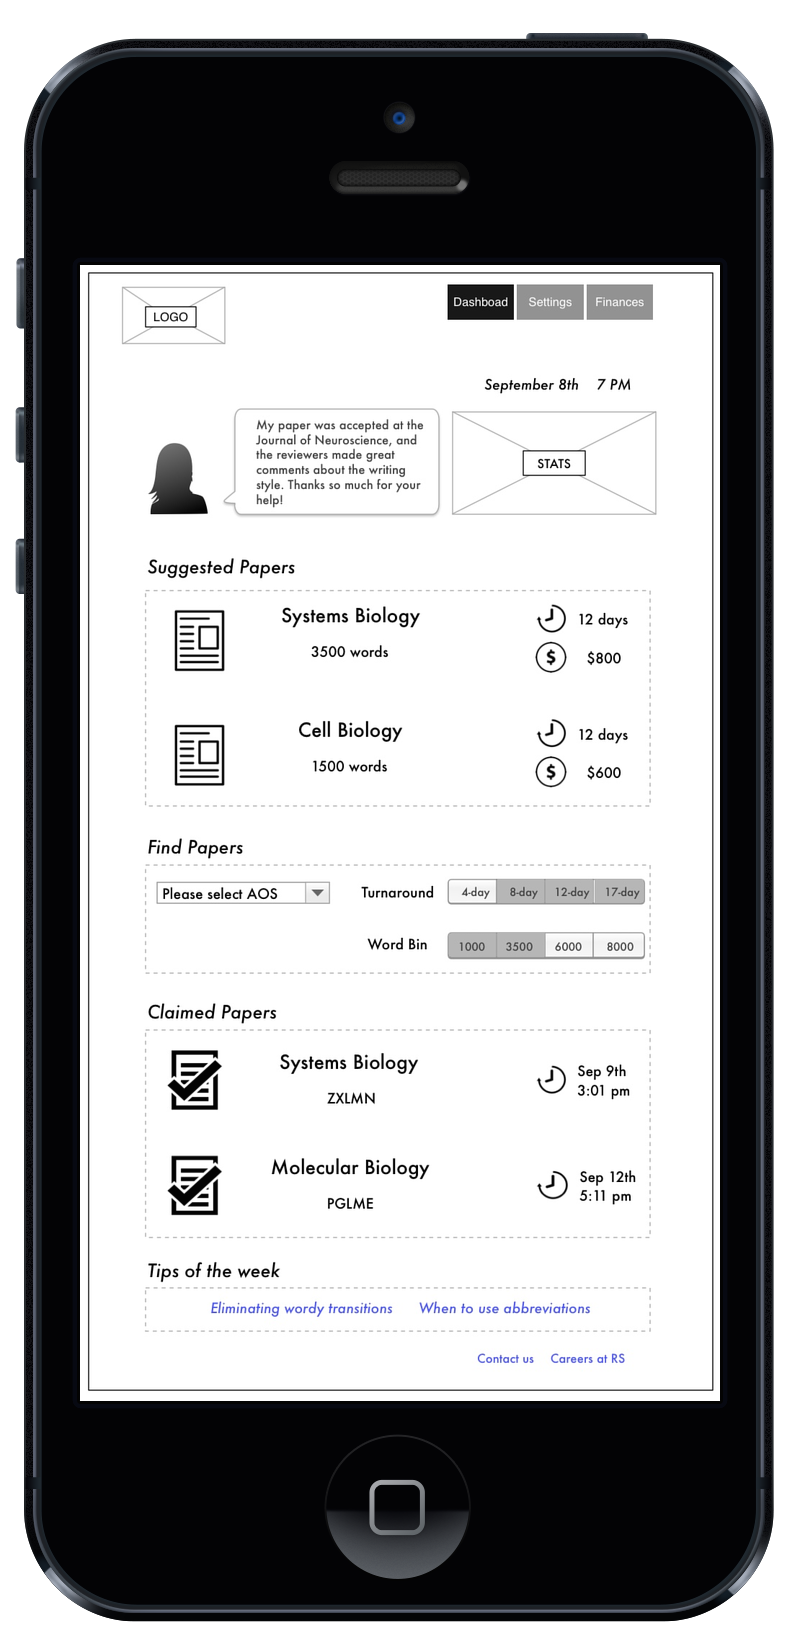 LOGO
Dashboad Settings Finances
September 8th 7 PM
My paper was accepted at the
Journal of Neuroscience, and
the reviewers made great
comments about the writing
style. Thanks so much for your
help!
STATS
Suggested Papers
Systems Biology
3500 words
12 days
$ $800
Cell Biology
1500 words
12 days
$ $600
Find Papers
Please select AOS
Turnaround 4-day 8-day 12-day 17-day
Word Bin 1000 3500 6000 8000
Claimed Papers
Systems Biology
ZXLMN
Sep 9th
3:01 pm
Molecular Biology
PGLME
Sep 12th
5:11 pm
Tips of the week
Eliminating wordy transitions When to use abbreviations
Contact us Careers at RS